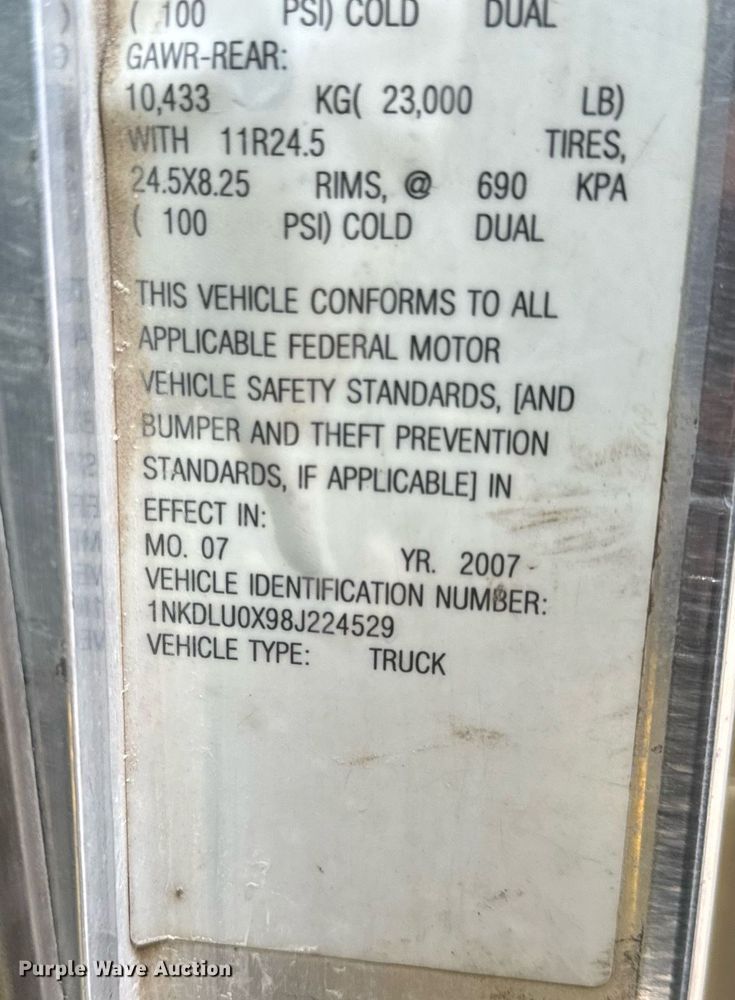 ( 100 PSI) COLD DUAL
GAWR-REAR:
10,433 KG( 23,000 LB)
WITH 11R24.5 TIRES,
24.5X8.25 RIMS, @ 690 KPA
( 100 PSI) COLD DUAL
THIS VEHICLE CONFORMS TO ALL
APPLICABLE FEDERAL MOTOR
VEHICLE SAFETY STANDARDS, [AND
BUMPER AND THEFT PREVENTION
STANDARDS, IF APPLICABLE] IN
EFFECT IN:
MO. 07 YR. 2007
VEHICLE IDENTIFICATION NUMBER:
1NKDLU0X98J224529
VEHICLE TYPE: TRUCK
Purple Wave Auction